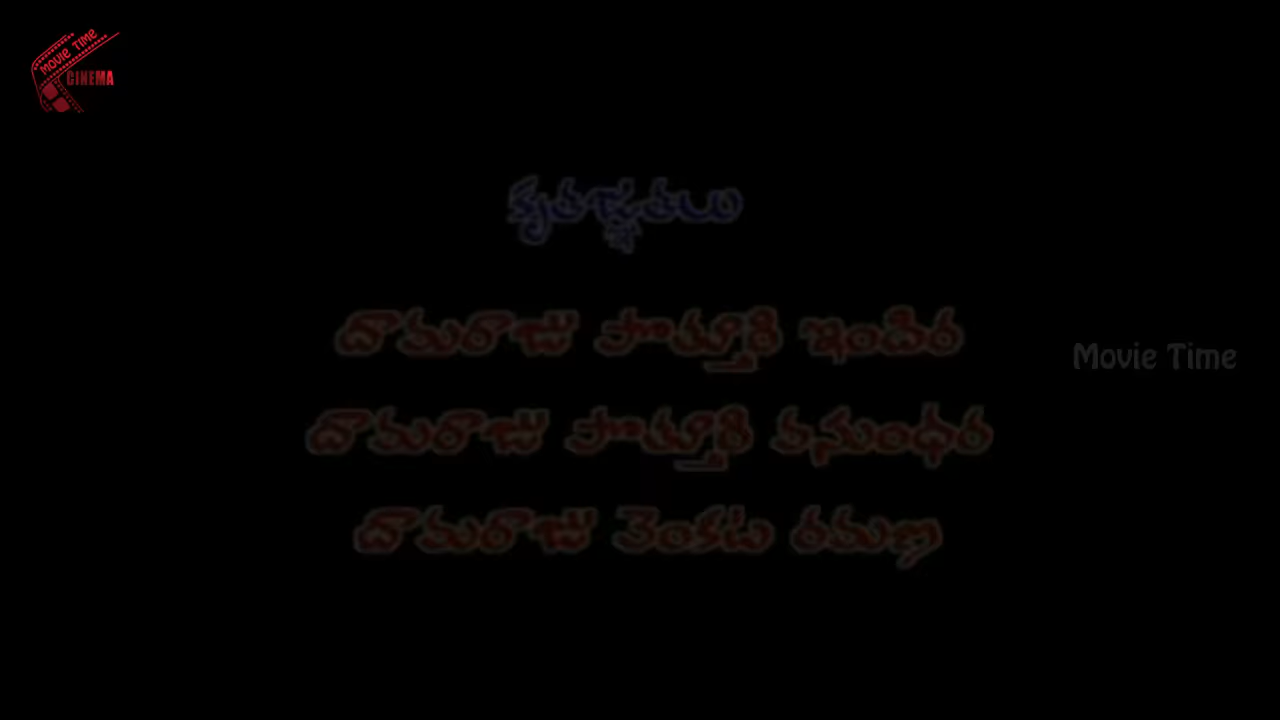 MOVIE TIME
CINEMA
కృతజ్ఞతలు
దామరాజు పొత్తూరి ఇందిర
Movie Time
దామరాజు పొత్తూరి వసుంధర
దామరాజు వెంకట రమణ